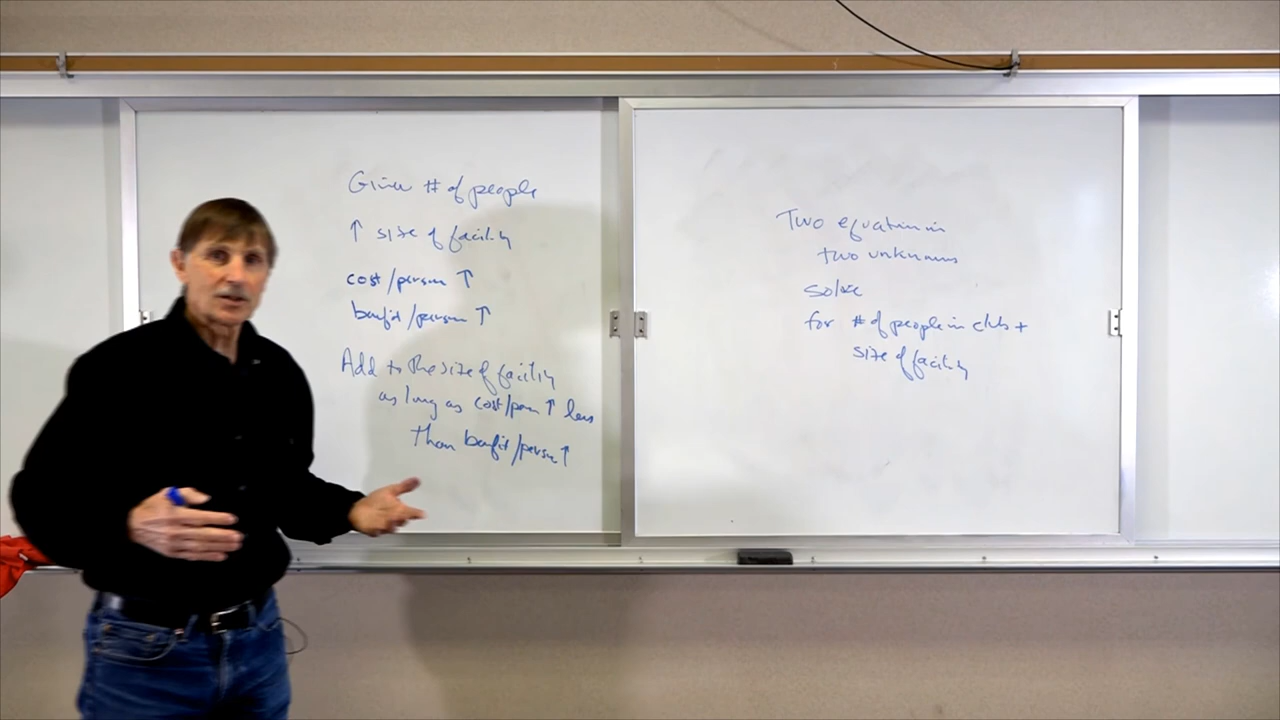 Given # of people
↑ size of facility
cost/person ↑
benefit/person ↑
Add to the size of facility
as long as cost/person ↑ less
than benefit/person ↑
Two equation in
two unknowns
solve
for # of people in club +
size of facility